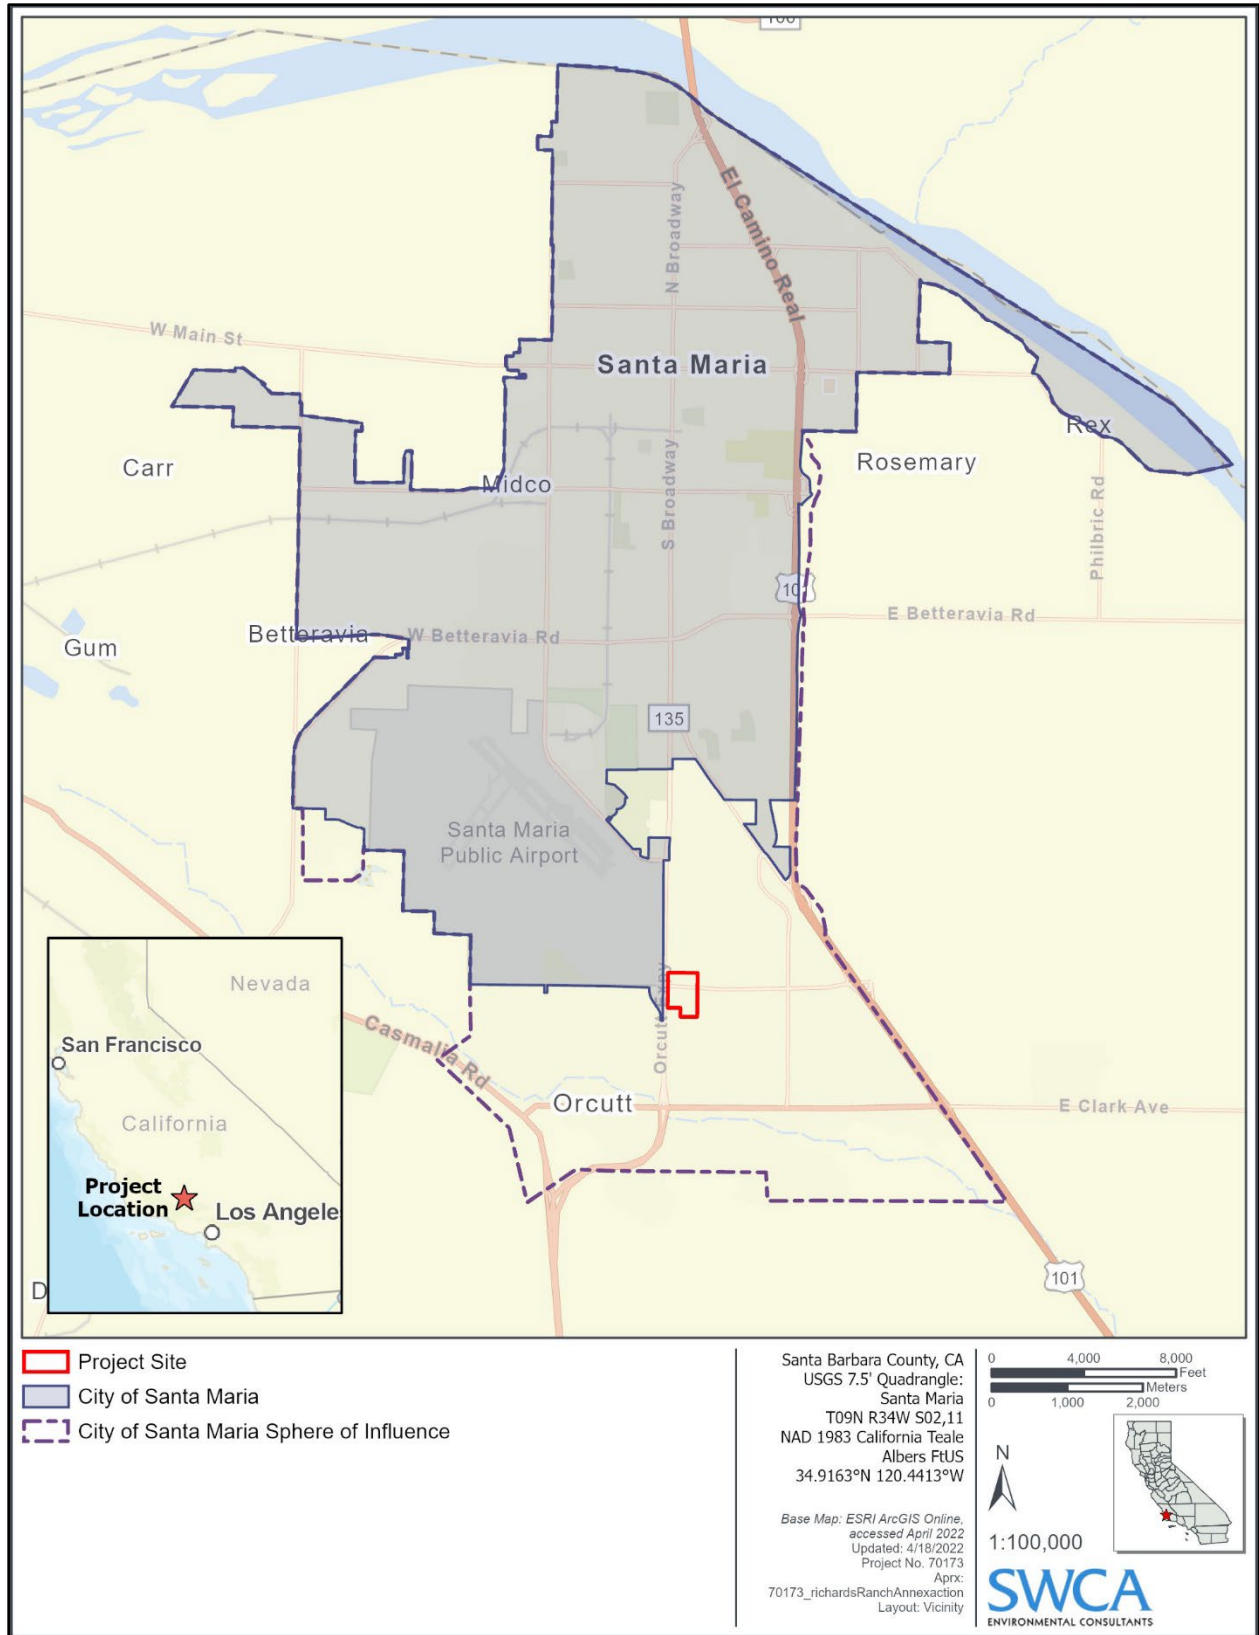 El Camino Real
N Broadway
W Main St
Santa Maria
Rex
Carr
Rosemary
Midco
S Broadway
Philbric Rd
E Betteravia Rd
Betteravia
W Betteravia Rd
Gum
135
Santa Maria
Public Airport
Nevada
San Francisco
California
Project
Location
Los Angele
Casmalia Rd
Orcutt
Orcutt
E Clark Ave
101
D
Project Site
City of Santa Maria
City of Santa Maria Sphere of Influence
Santa Barbara County, CA
USGS 7.5' Quadrangle:
Santa Maria
T09N R34W S02,11
NAD 1983 California Teale
Albers FtUS
34.9163°N 120.4413°W
Base Map: ESRI ArcGIS Online,
accessed April 2022
Updated: 4/18/2022
Project No. 70173
Aprx:
70173_richardsRanchAnnexaction
Layout: Vicinity
0 4,000 8,000
Feet
Meters
0 1,000 2,000
N
1:100,000
SWCA
ENVIRONMENTAL CONSULTANTS